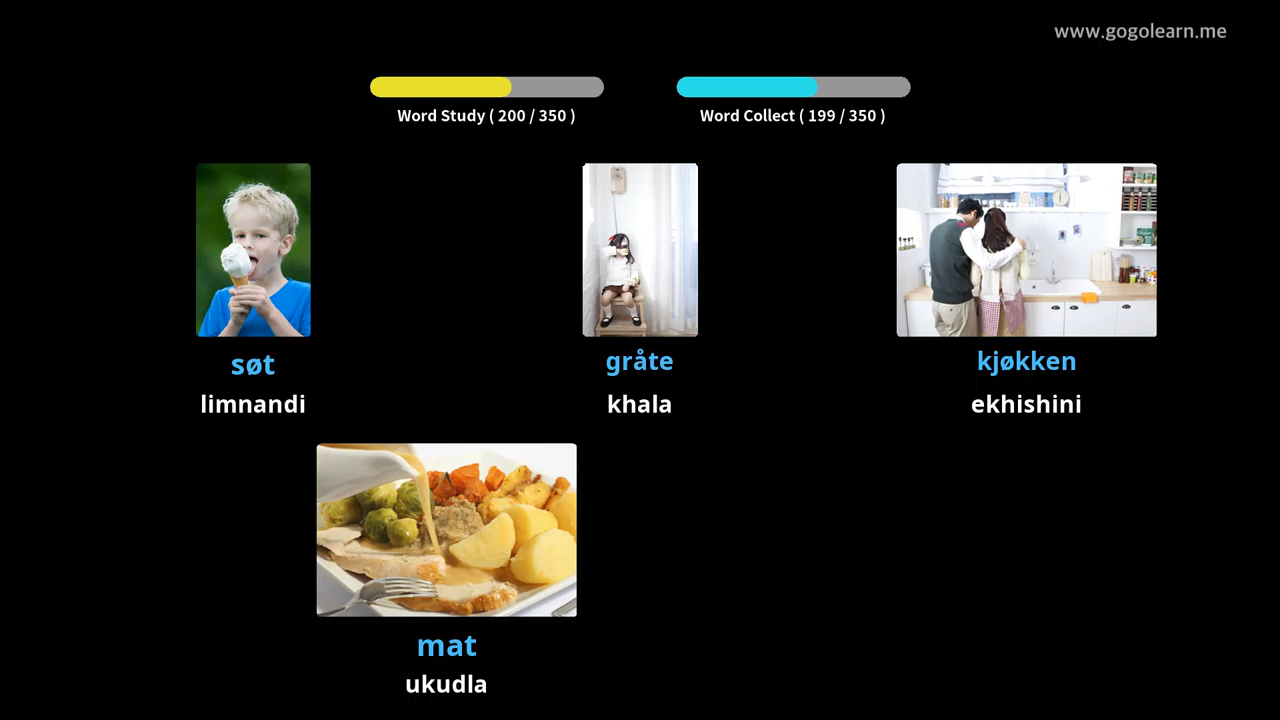 www.gogolearn.me
Word Study ( 200 / 350 )
Word Collect ( 199 / 350 )
søt
limnandi
gråte
khala
kjøkken
ekhishini
mat
ukudla